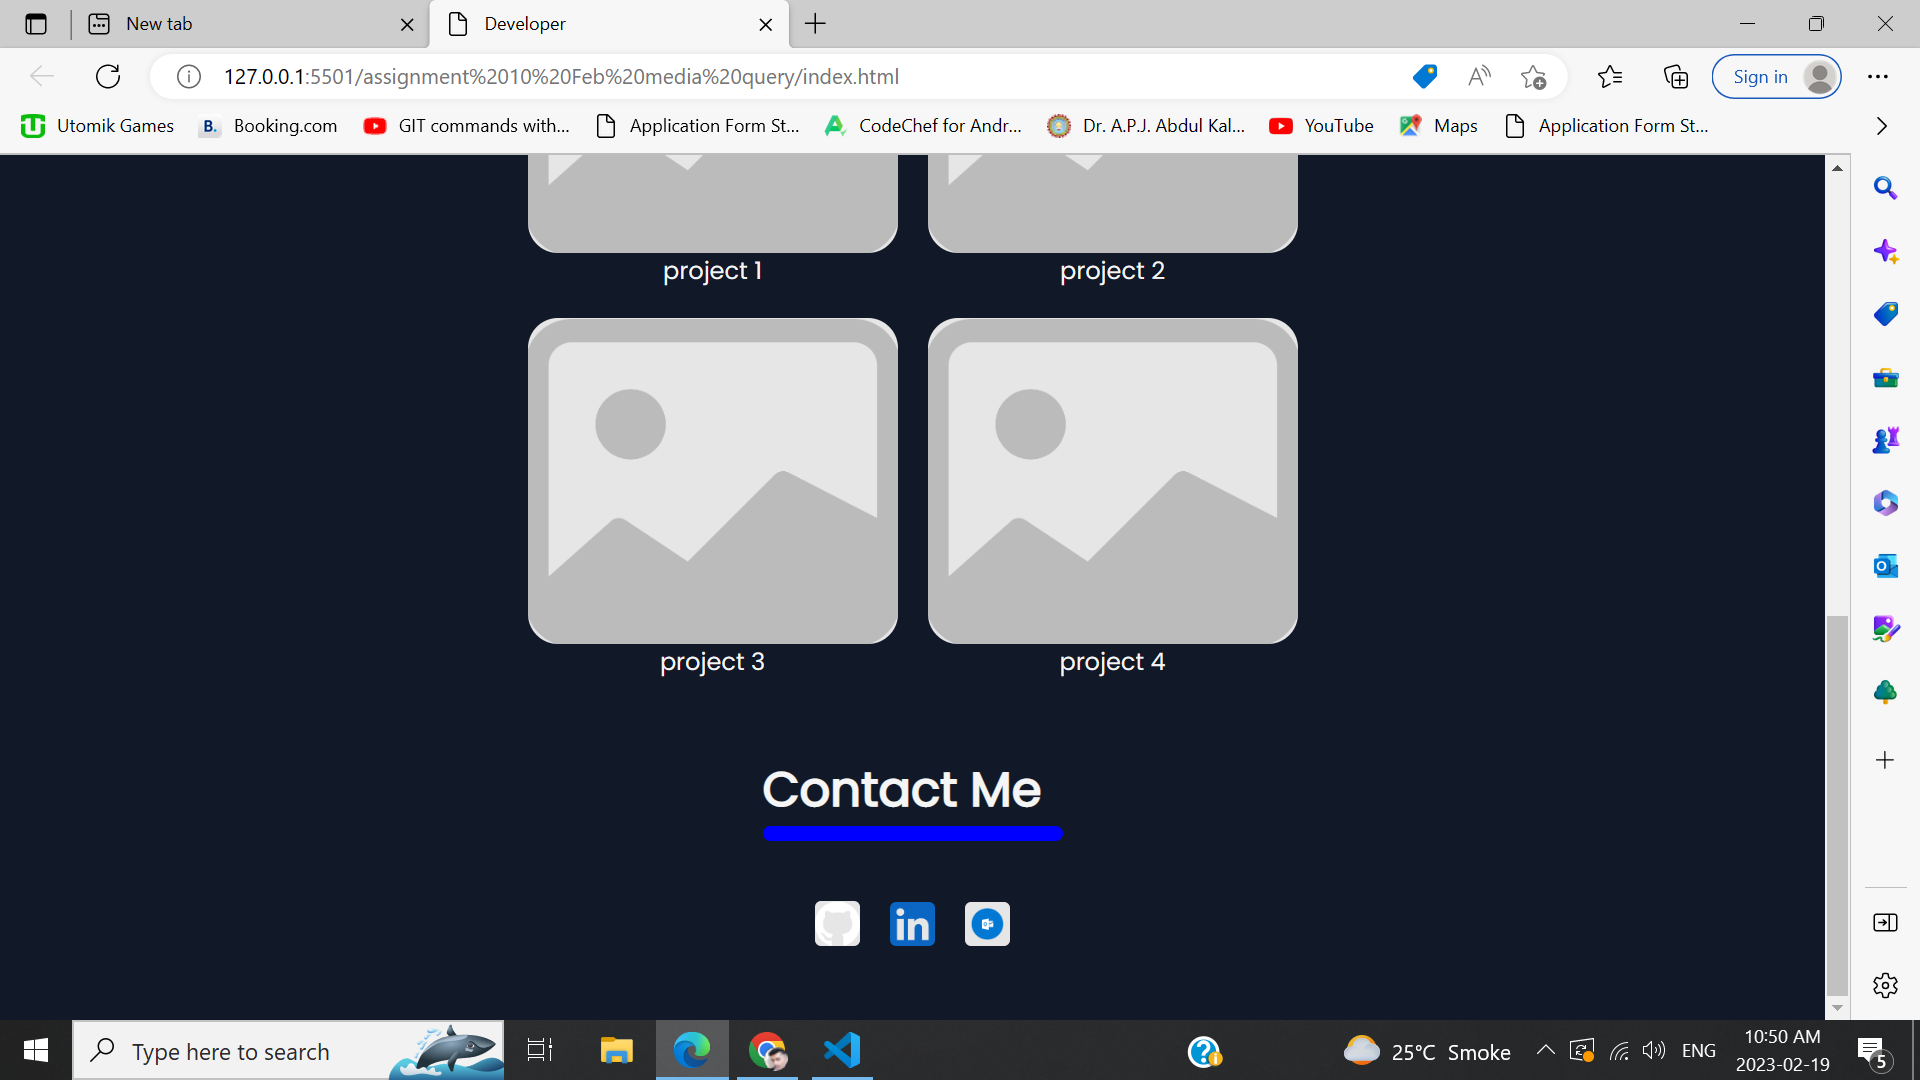 New tab
Developer
127.0.0.1:5501/assignment%2010%20Feb%20media%20query/index.html
Sign in
Utomik Games
B. Booking.com
GIT commands with...
Application Form St...
CodeChef for Andr...
Dr. A.P.J. Abdul Kal...
YouTube
Maps
Application Form St...
project 1
project 2
project 3
project 4
Contact Me
in
Type here to search
25°C Smoke
ENG
10:50 AM
2023-02-19
5